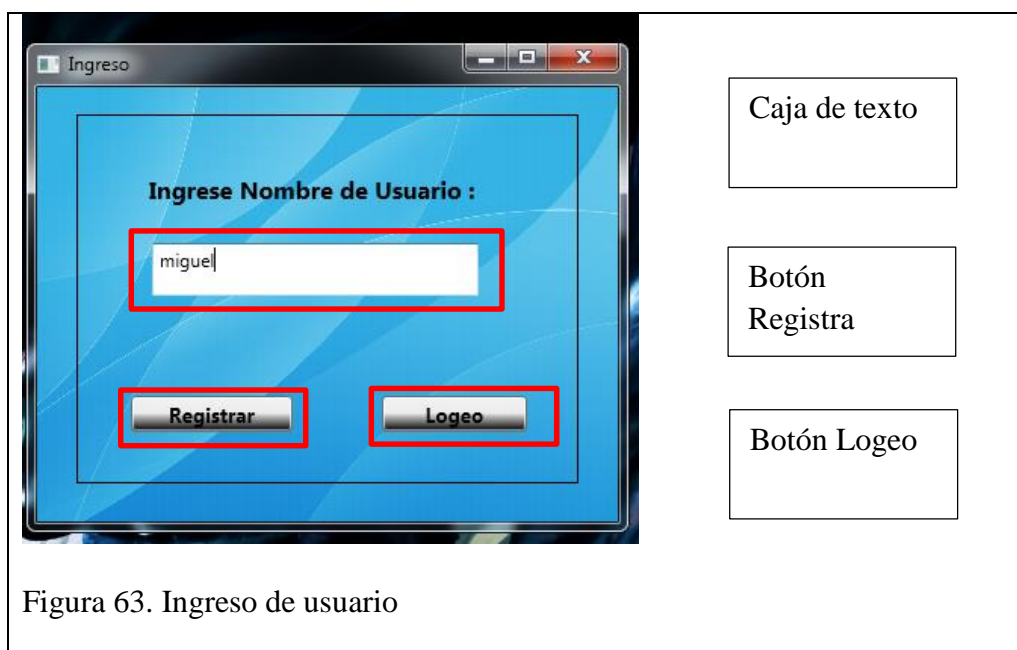 Ingreso
Caja de texto
Ingrese Nombre de Usuario :
miguel
Botón
Registra
Registrar
Logeo
Botón Logeo
Figura 63. Ingreso de usuario